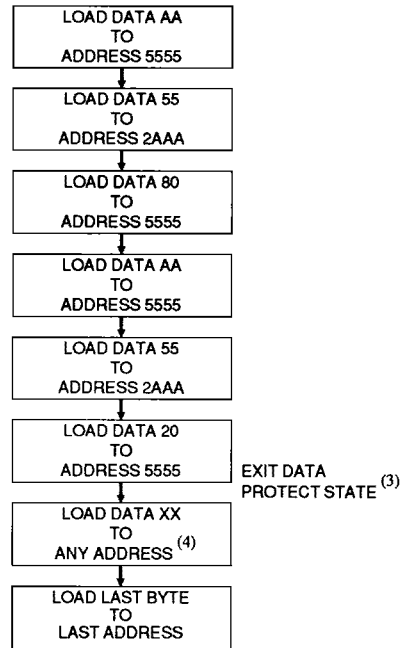 LOAD DATA AA
TO
ADDRESS 5555
LOAD DATA 55
TO
ADDRESS 2AAA
LOAD DATA 80
TO
ADDRESS 5555
LOAD DATA AA
TO
ADDRESS 5555
LOAD DATA 55
TO
ADDRESS 2AAA
LOAD DATA 20
TO
ADDRESS 5555
EXIT DATA
PROTECT STATE (3)
LOAD DATA XX
TO
ANY ADDRESS (4)
LOAD LAST BYTE
TO
LAST ADDRESS